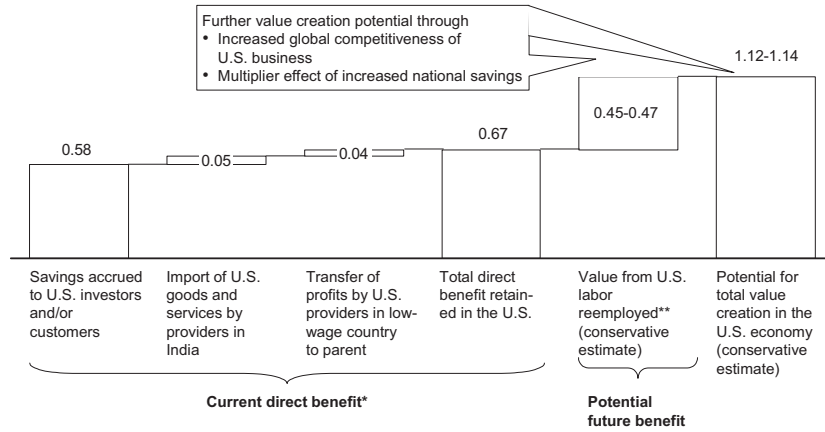 Further value creation potential through
• Increased global competitiveness of
U.S. business
• Multiplier effect of increased national savings
0.58
0.05
0.04
0.67
0.45-0.47
1.12-1.14
Savings accrued
to U.S. investors
and/or
customers
Import of U.S.
goods and
services by
providers in
India
Transfer of
profits by U.S.
providers in low-
wage country
to parent
Total direct
benefit retain-
ed in the U.S.
Value from U.S.
labor
reemployed**
(conservative
estimate)
Potential for
total value
creation in the
U.S. economy
(conservative
estimate)
Current direct benefit*
Potential
future benefit